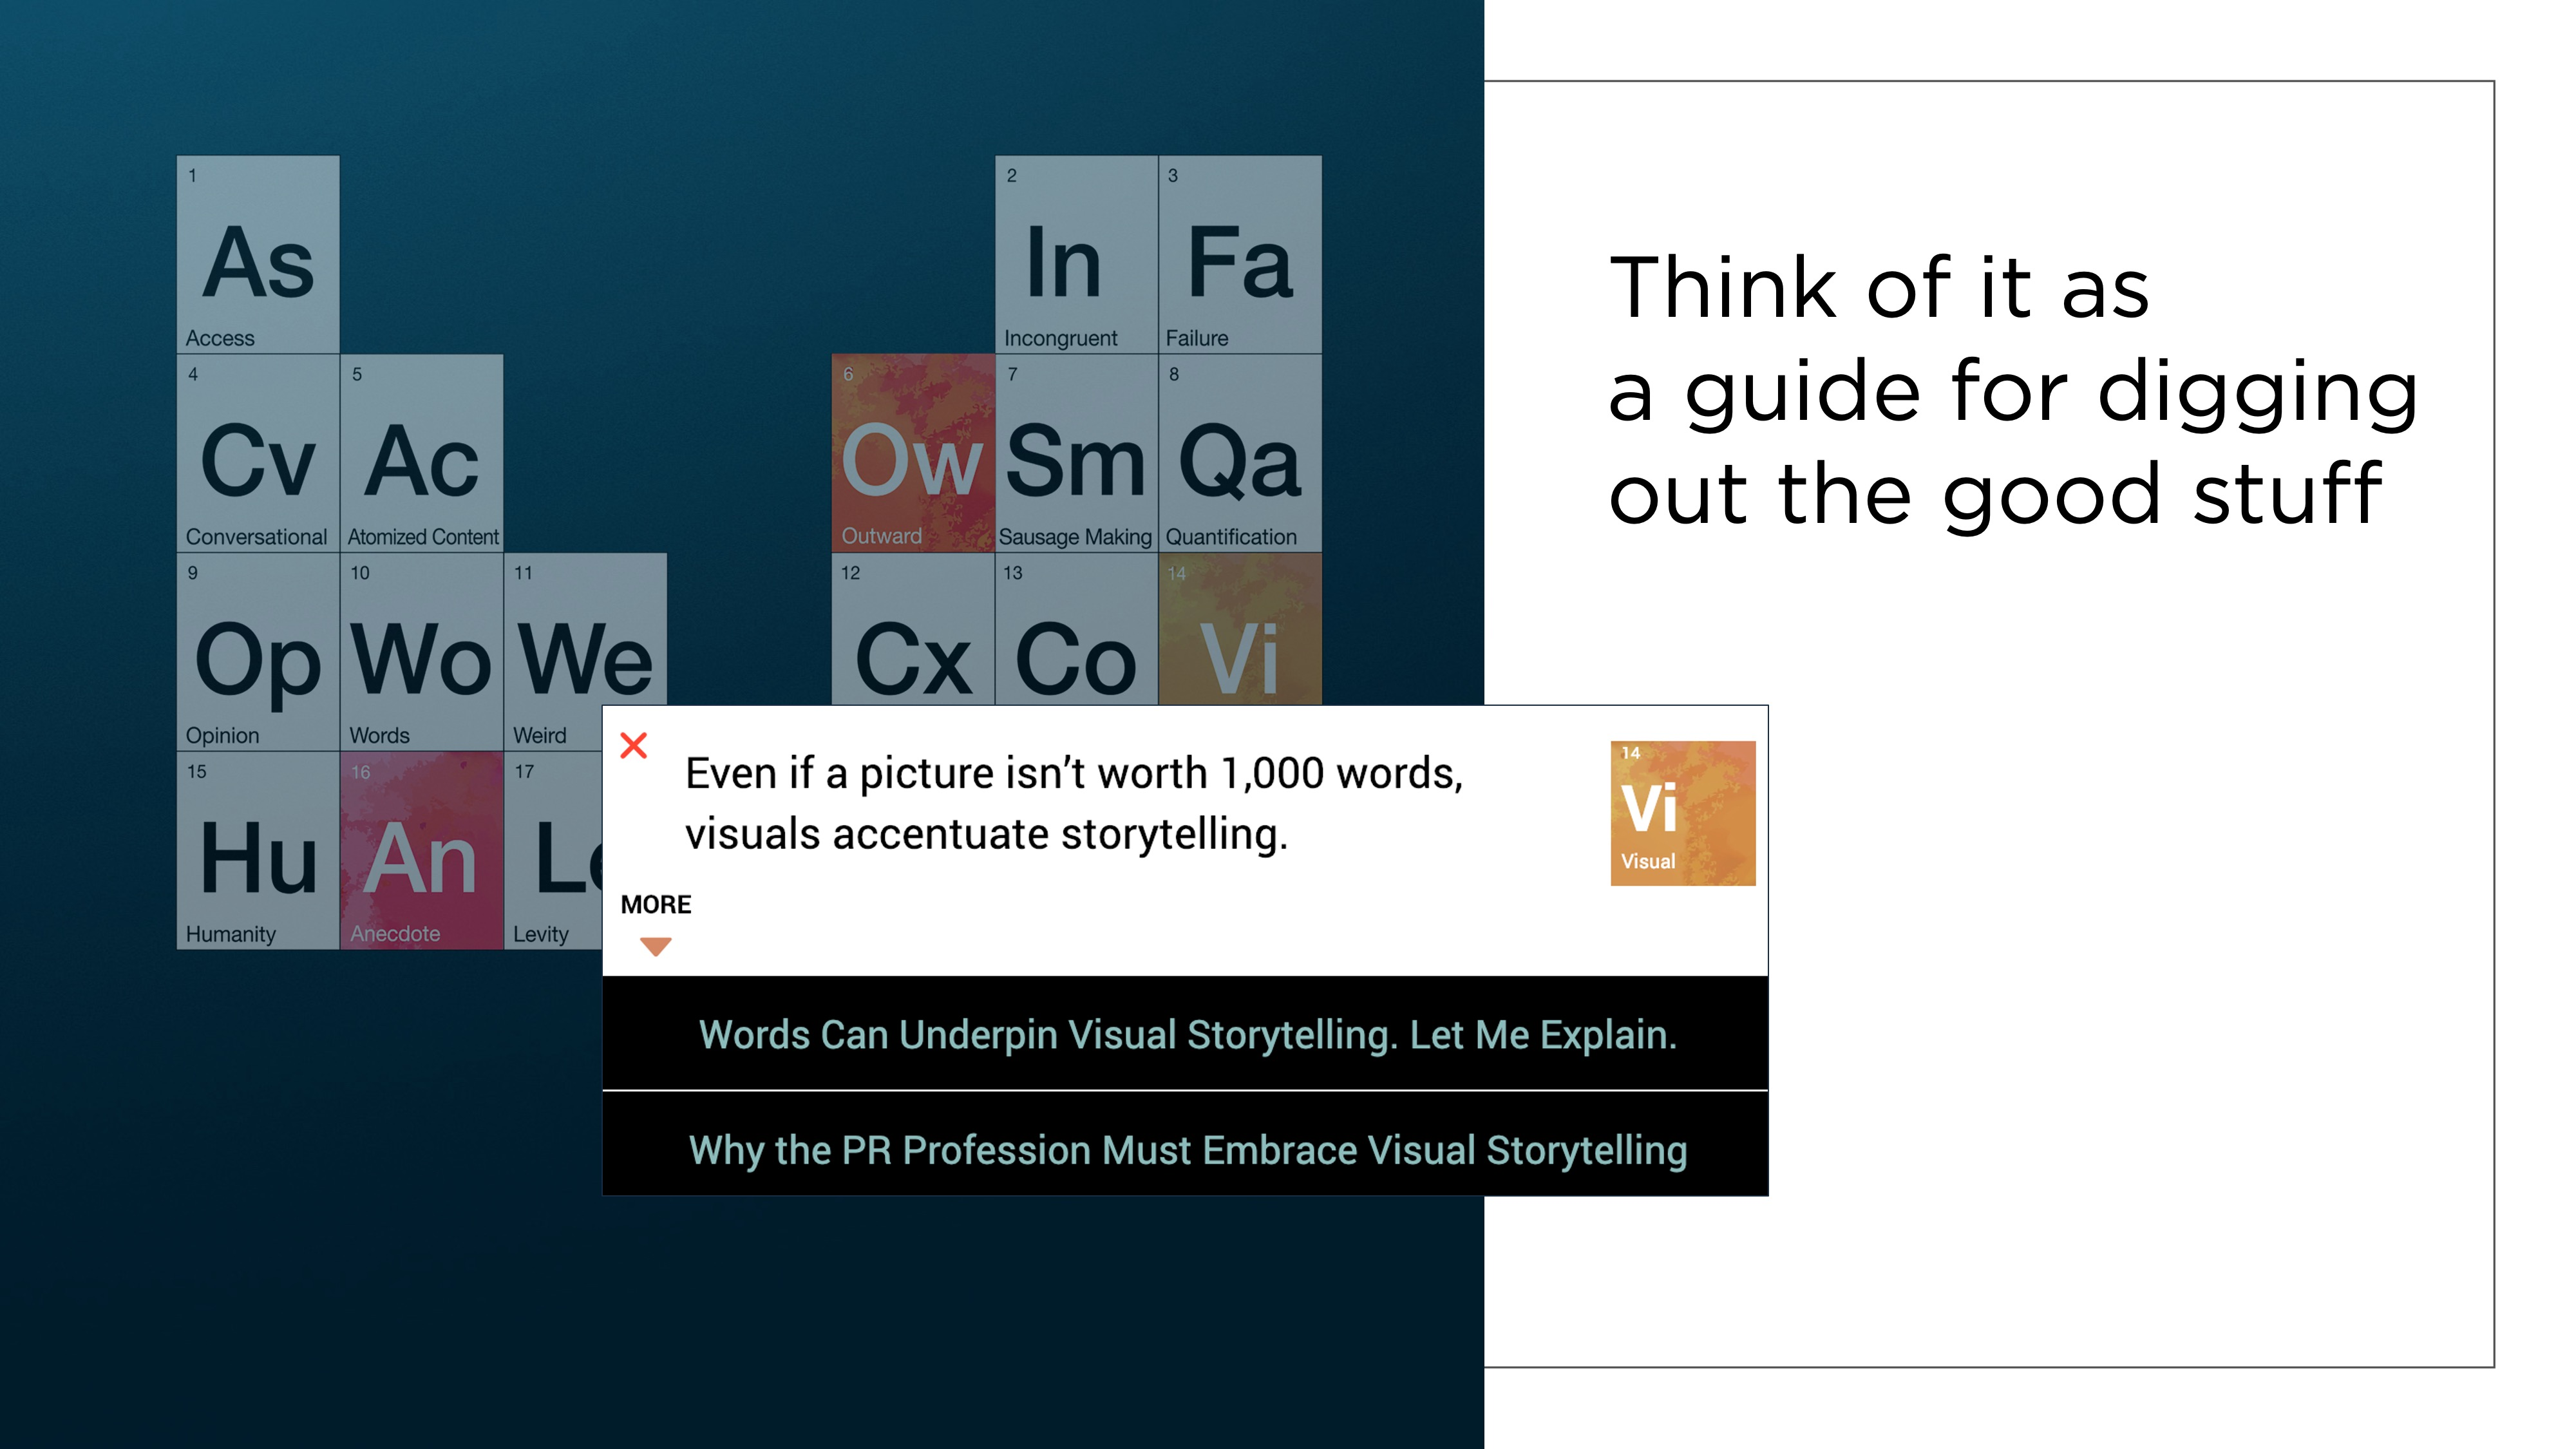 1
As
Access
2
In
Incongruent
3
Fa
Failure
4
Cv
Conversational
5
Ac
Atomized Content
6
Ow
Outward
7
Sm
Sausage Making
8
Qa
Quantification
9
Op
Opinion
10
Wo
Words
11
We
Weird
12
Cx
13
Co
14
Vi
15
Hu
Humanity
16
An
Anecdote
17
Le
Levity
Think of it as
a guide for digging
out the good stuff
Even if a picture isn’t worth 1,000 words,
visuals accentuate storytelling.
14
Vi
Visual
MORE
Words Can Underpin Visual Storytelling. Let Me Explain.
Why the PR Profession Must Embrace Visual Storytelling